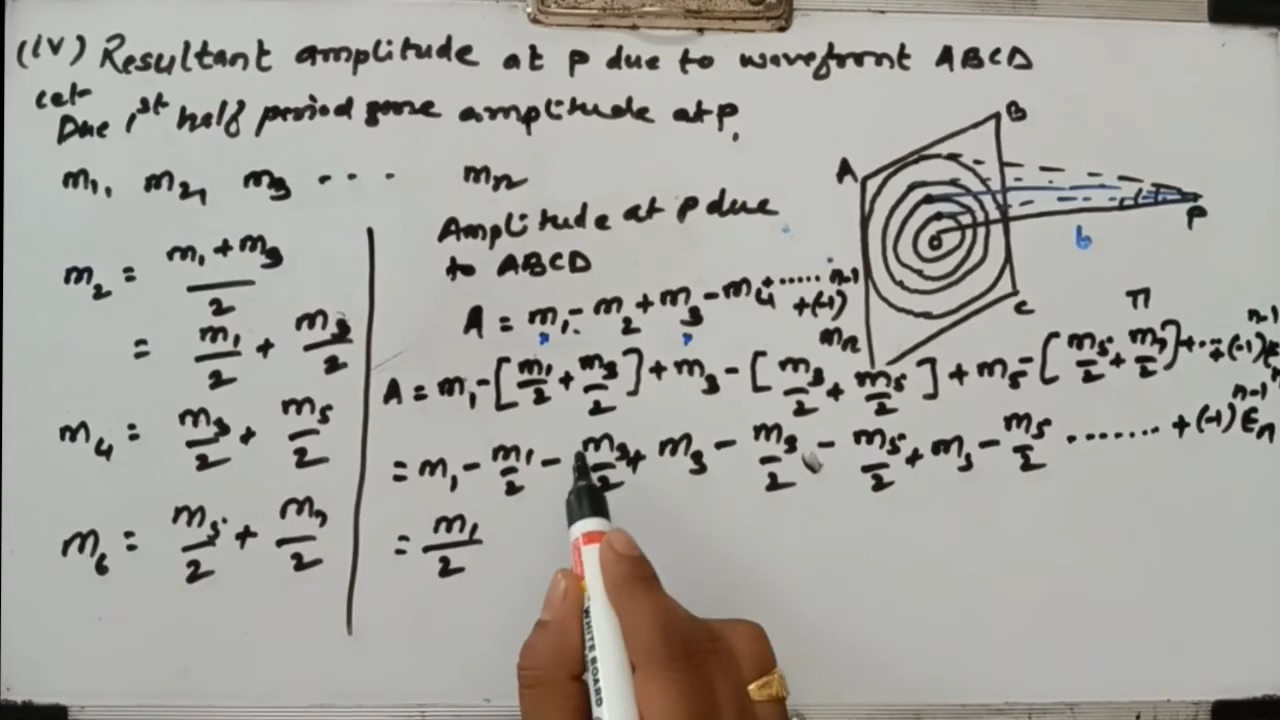 (iv) Resultant amplitude at P due to wavefront ABCD
Let
Due 1st half period zone amplitude at P,
m₁, m₂, m₃ ... mₙ
m₂ = (m₁ + m₃)/2
= m₁/2 + m₃/2
m₄ = m₃/2 + m₅/2
m₆ = m₅/2 + m₇/2
Amplitude at P due
to ABCD
A = m₁ - m₂ + m₃ - m₄ + ...... + (-1)ⁿ⁻¹ mₙ
A = m₁ - [m₁/2 + m₃/2] + m₃ - [m₃/2 + m₅/2] + m₅ - [m₅/2 + m₇/2] + ... + (-1)ⁿ⁻¹ Eₙ
= m₁ - m₁/2 - m₃/2 + m₃ - m₃/2 - m₅/2 + m₅ - m₅/2 ....... + (-1)ⁿ⁻¹ Eₙ
= m₁/2
A
B
C
P
b
π
WHITE BOARD